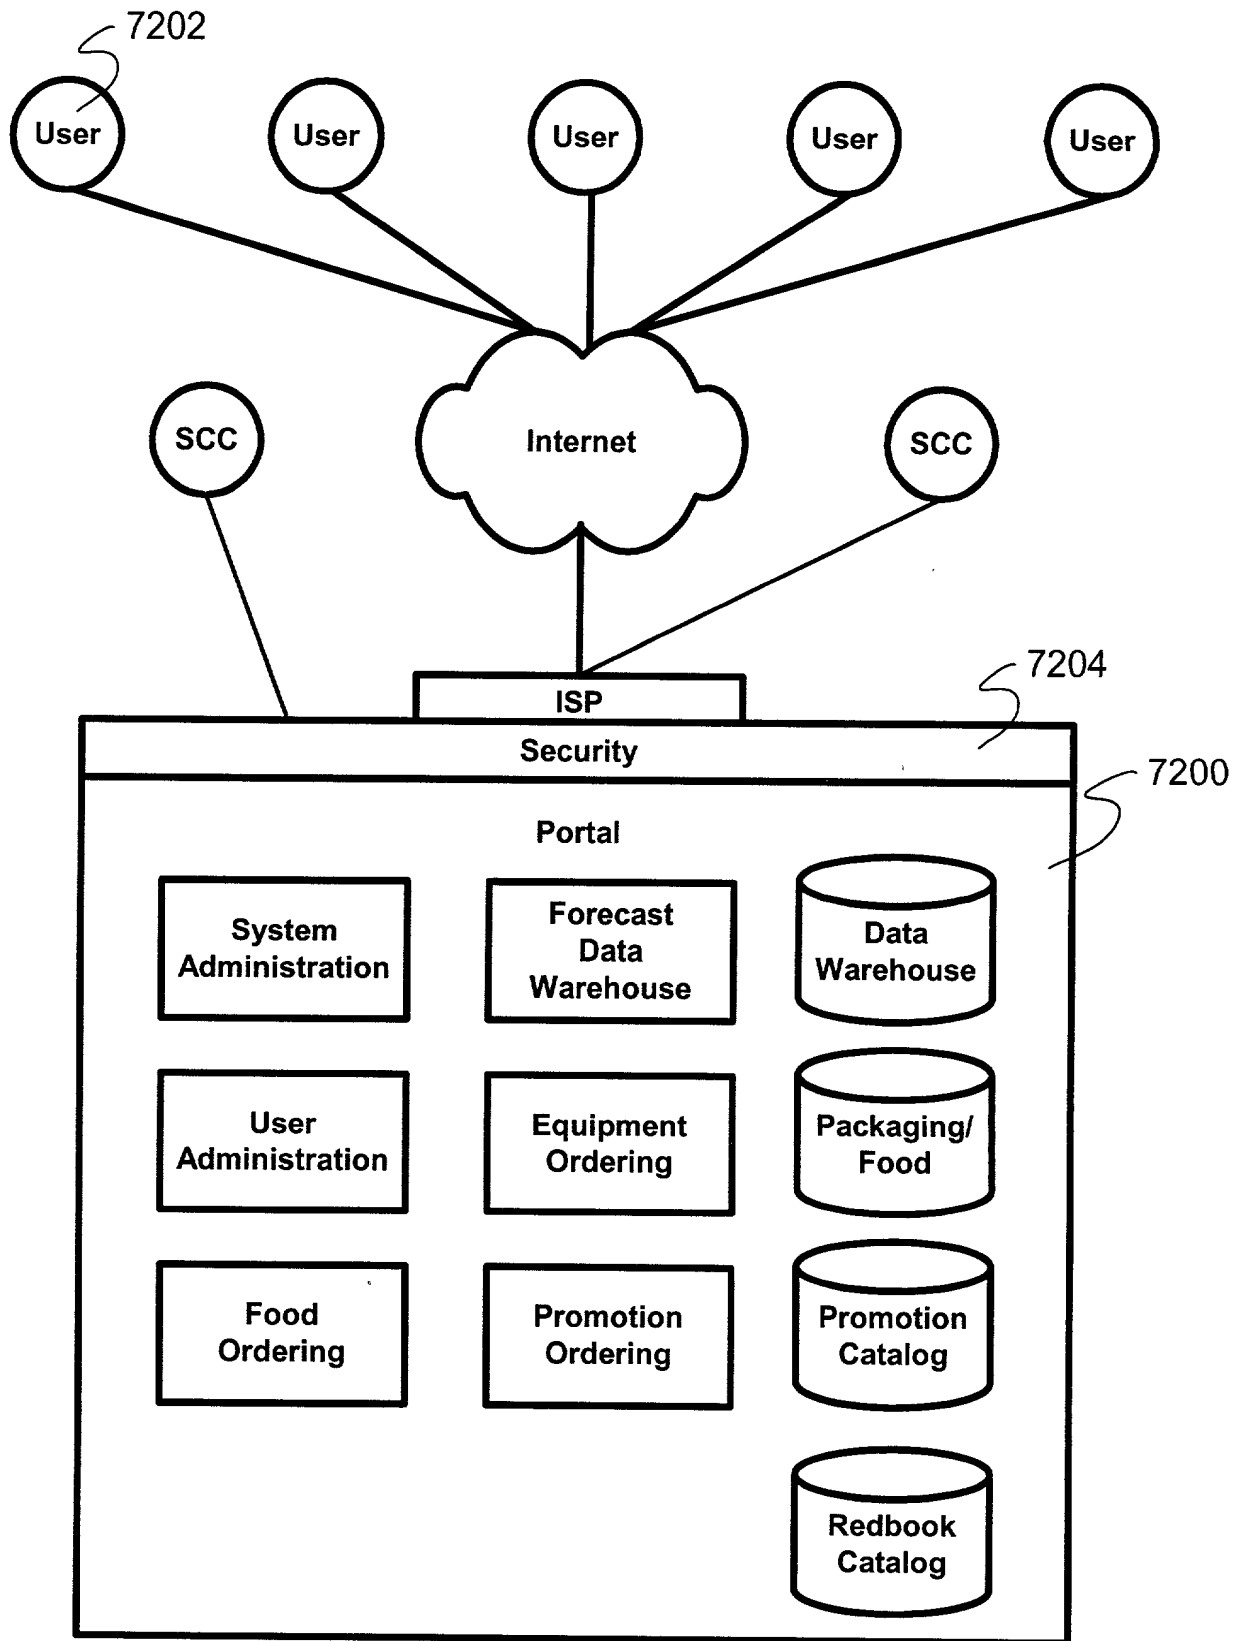 7202
User
User
User
User
User
SCC
Internet
SCC
ISP
7204
Security
7200
Portal
System
Administration
Forecast
Data
Warehouse
Data
Warehouse
User
Administration
Equipment
Ordering
Packaging/
Food
Food
Ordering
Promotion
Ordering
Promotion
Catalog
Redbook
Catalog